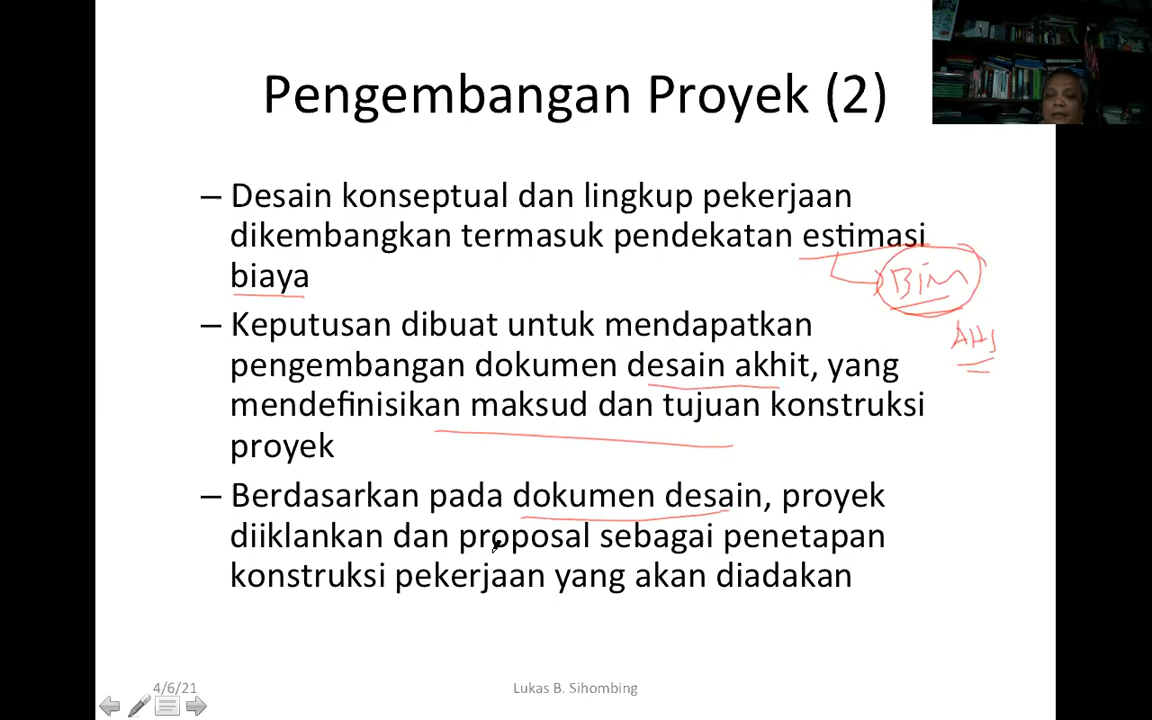 Pengembangan Proyek (2)
– Desain konseptual dan lingkup pekerjaan
dikembangkan termasuk pendekatan estimasi
biaya
BIM
– Keputusan dibuat untuk mendapatkan
AHS
pengembangan dokumen desain akhit, yang
mendefinisikan maksud dan tujuan konstruksi
proyek
– Berdasarkan pada dokumen desain, proyek
diiklankan dan proposal sebagai penetapan
konstruksi pekerjaan yang akan diadakan
4/6/21
Lukas B. Sihombing